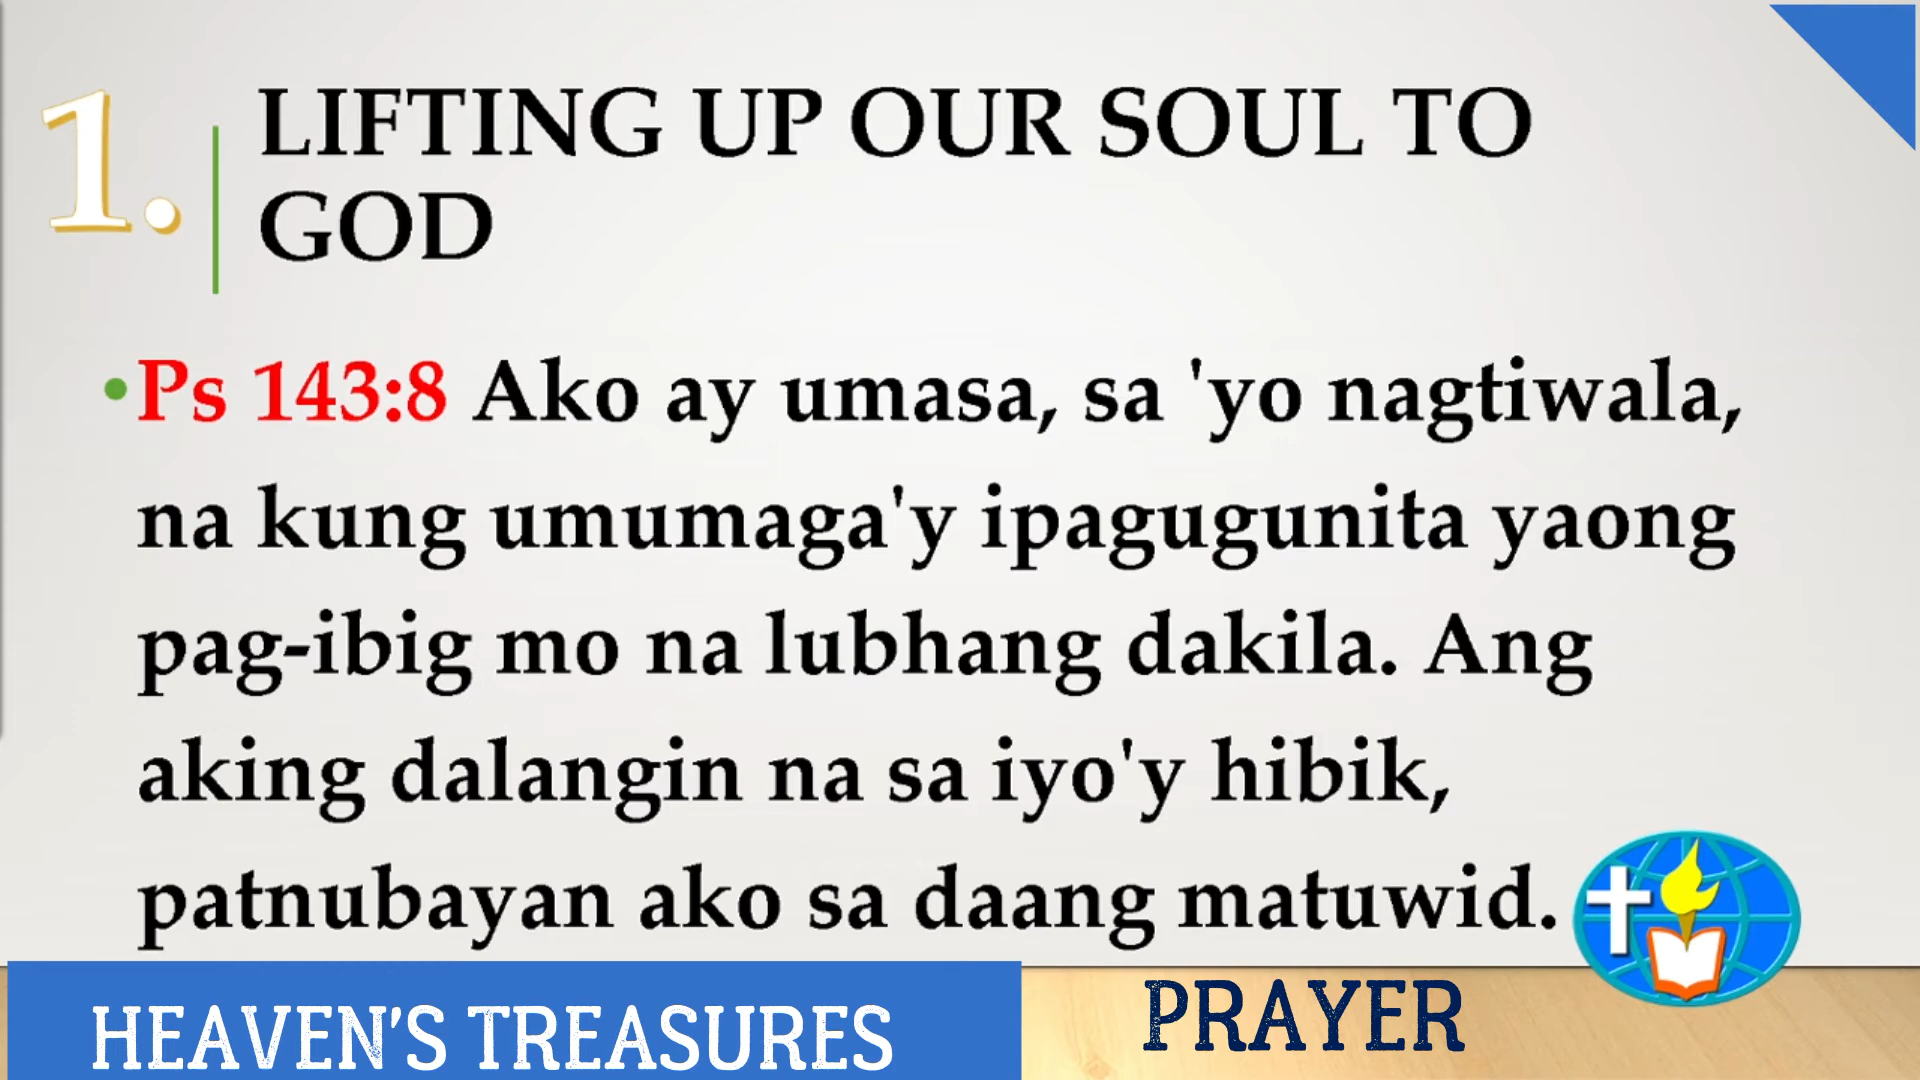 1.
LIFTING UP OUR SOUL TO
GOD
•Ps 143:8 Ako ay umasa, sa 'yo nagtiwala,
na kung umumaga'y ipagugunita yaong
pag-ibig mo na lubhang dakila. Ang
aking dalangin na sa iyo'y hibik,
patnubayan ako sa daang matuwid.
HEAVEN'S TREASURES
PRAYER